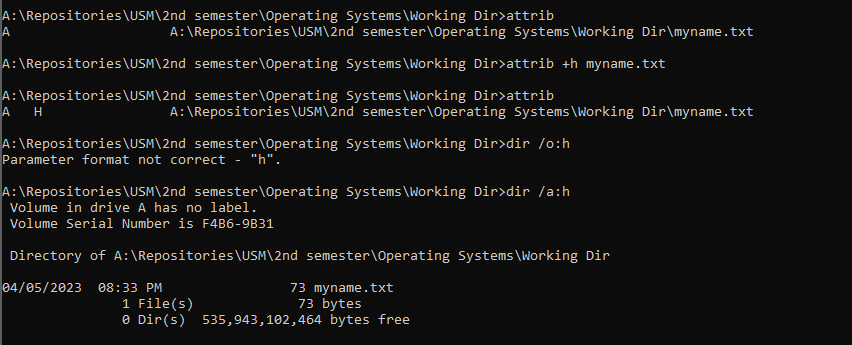 A:\Repositories\USM\2nd semester\Operating Systems\Working Dir>attrib
A                    A:\Repositories\USM\2nd semester\Operating Systems\Working Dir\myname.txt
A:\Repositories\USM\2nd semester\Operating Systems\Working Dir>attrib +h myname.txt
A:\Repositories\USM\2nd semester\Operating Systems\Working Dir>attrib
A   H                A:\Repositories\USM\2nd semester\Operating Systems\Working Dir\myname.txt
A:\Repositories\USM\2nd semester\Operating Systems\Working Dir>dir /o:h
Parameter format not correct - "h".
A:\Repositories\USM\2nd semester\Operating Systems\Working Dir>dir /a:h
 Volume in drive A has no label.
 Volume Serial Number is F4B6-9B31
 Directory of A:\Repositories\USM\2nd semester\Operating Systems\Working Dir
04/05/2023  08:33 PM                73 myname.txt
               1 File(s)             73 bytes
               0 Dir(s)  535,943,102,464 bytes free